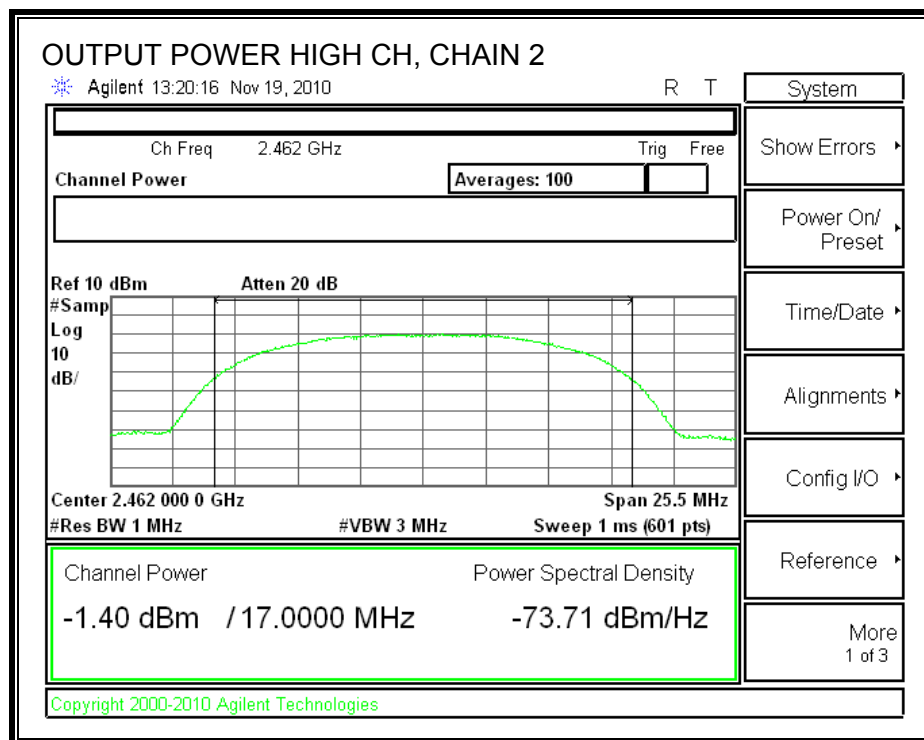 OUTPUT POWER HIGH CH, CHAIN 2
Agilent 13:20:16 Nov 19, 2010 R T
System
Ch Freq 2.462 GHz Trig Free
Channel Power Averages: 100
Show Errors
Power On/
Preset
Time/Date
Alignments
Config I/O
Reference
More
1 of 3
Ref 10 dBm Atten 20 dB
#Samp
Log
10
dB/
Center 2.462 000 0 GHz Span 25.5 MHz
#Res BW 1 MHz #VBW 3 MHz Sweep 1 ms (601 pts)
Channel Power Power Spectral Density
-1.40 dBm / 17.0000 MHz -73.71 dBm/Hz
Copyright 2000-2010 Agilent Technologies